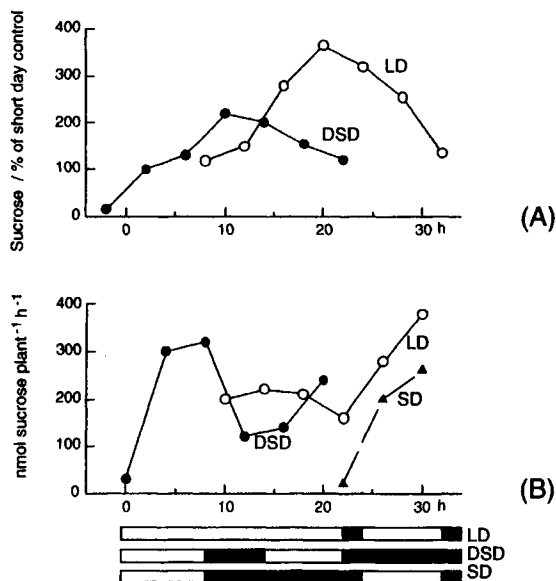 Sucrose / % of short day control
400
300
200
100
0
LD
DSD
0 10 20 30 h
(A)
nmol sucrose plant⁻¹ h⁻¹
400
300
200
100
0
LD
SD
DSD
0 10 20 30 h
(B)
LD
DSD
SD